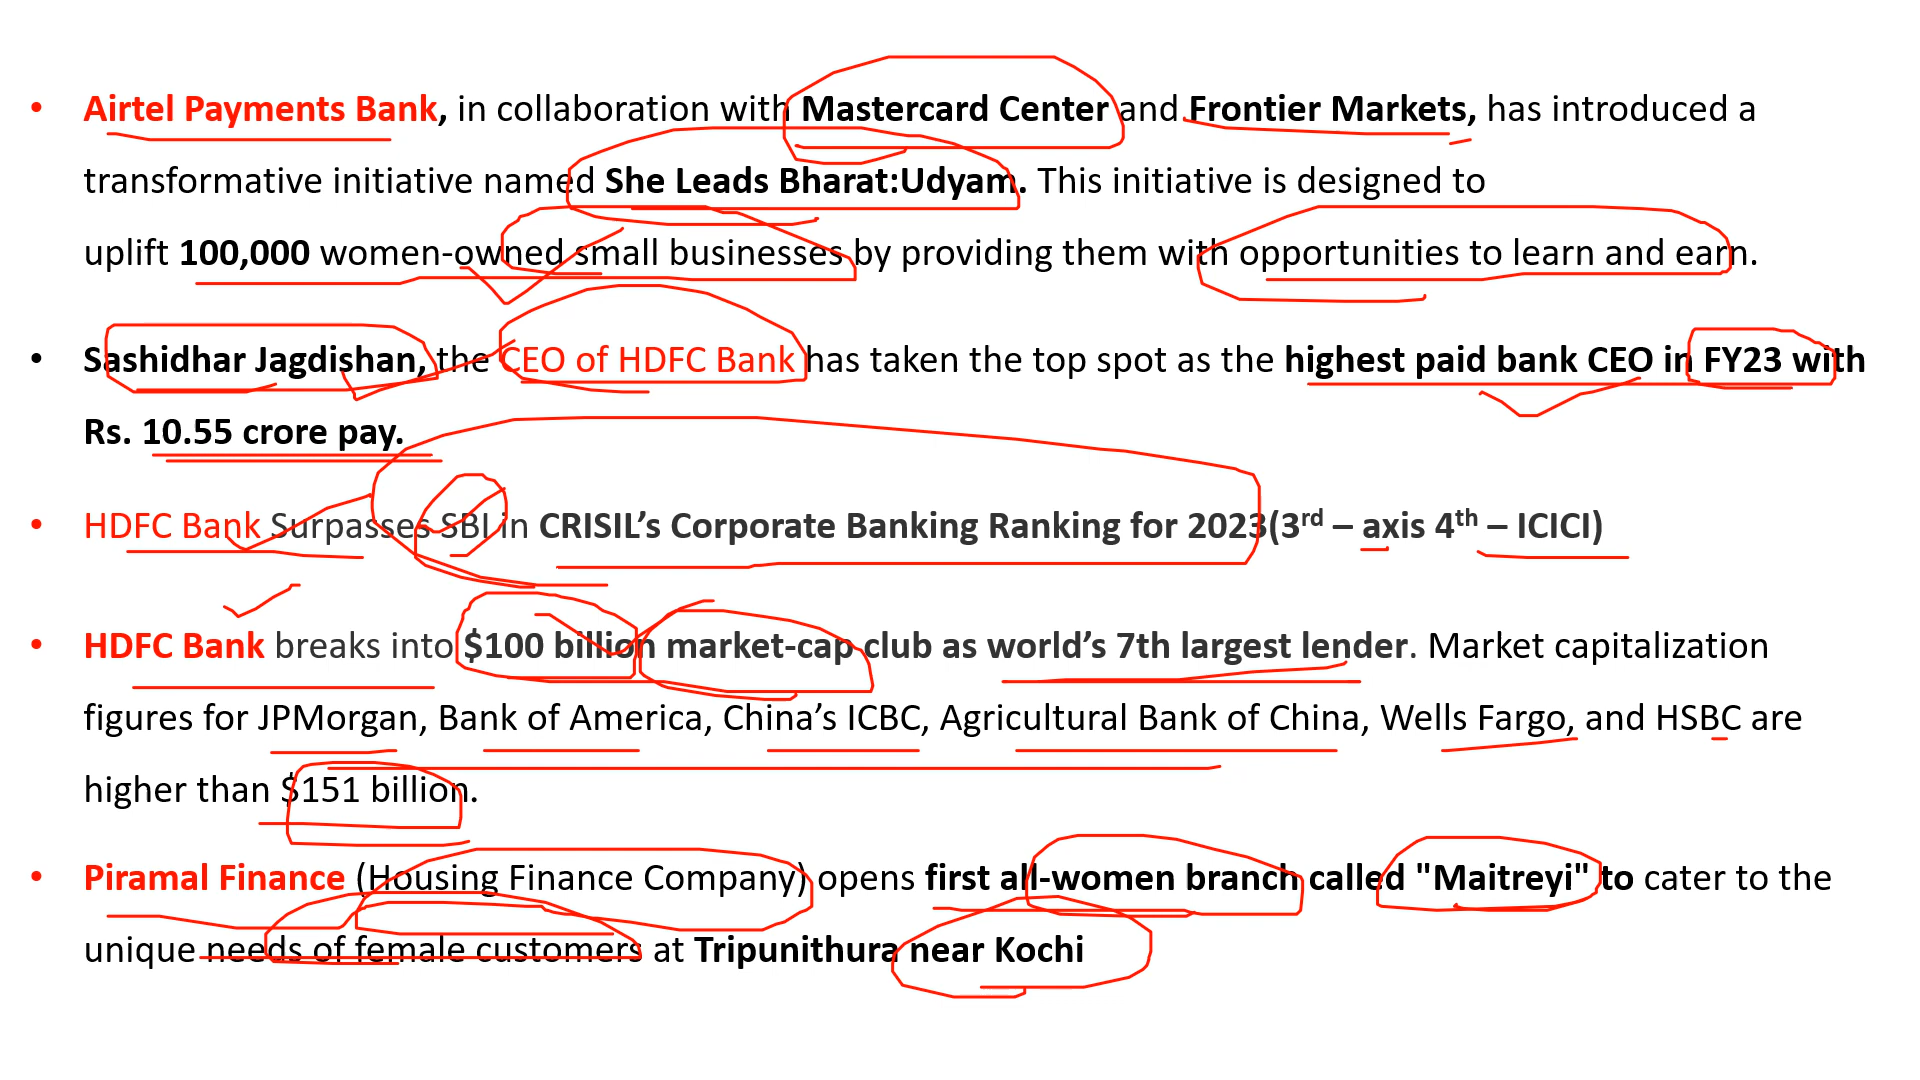 • Airtel Payments Bank, in collaboration with Mastercard Center and Frontier Markets, has introduced a
transformative initiative named She Leads Bharat:Udyam. This initiative is designed to
uplift 100,000 women-owned small businesses by providing them with opportunities to learn and earn.
• Sashidhar Jagdishan, the CEO of HDFC Bank has taken the top spot as the highest paid bank CEO in FY23 with
Rs. 10.55 crore pay.
• HDFC Bank Surpasses SBI in CRISIL’s Corporate Banking Ranking for 2023(3rd – axis 4th – ICICI)
• HDFC Bank breaks into $100 billion market-cap club as world’s 7th largest lender. Market capitalization
figures for JPMorgan, Bank of America, China’s ICBC, Agricultural Bank of China, Wells Fargo, and HSBC are
higher than $151 billion.
• Piramal Finance (Housing Finance Company) opens first all-women branch called "Maitreyi" to cater to the
unique needs of female customers at Tripunithura near Kochi